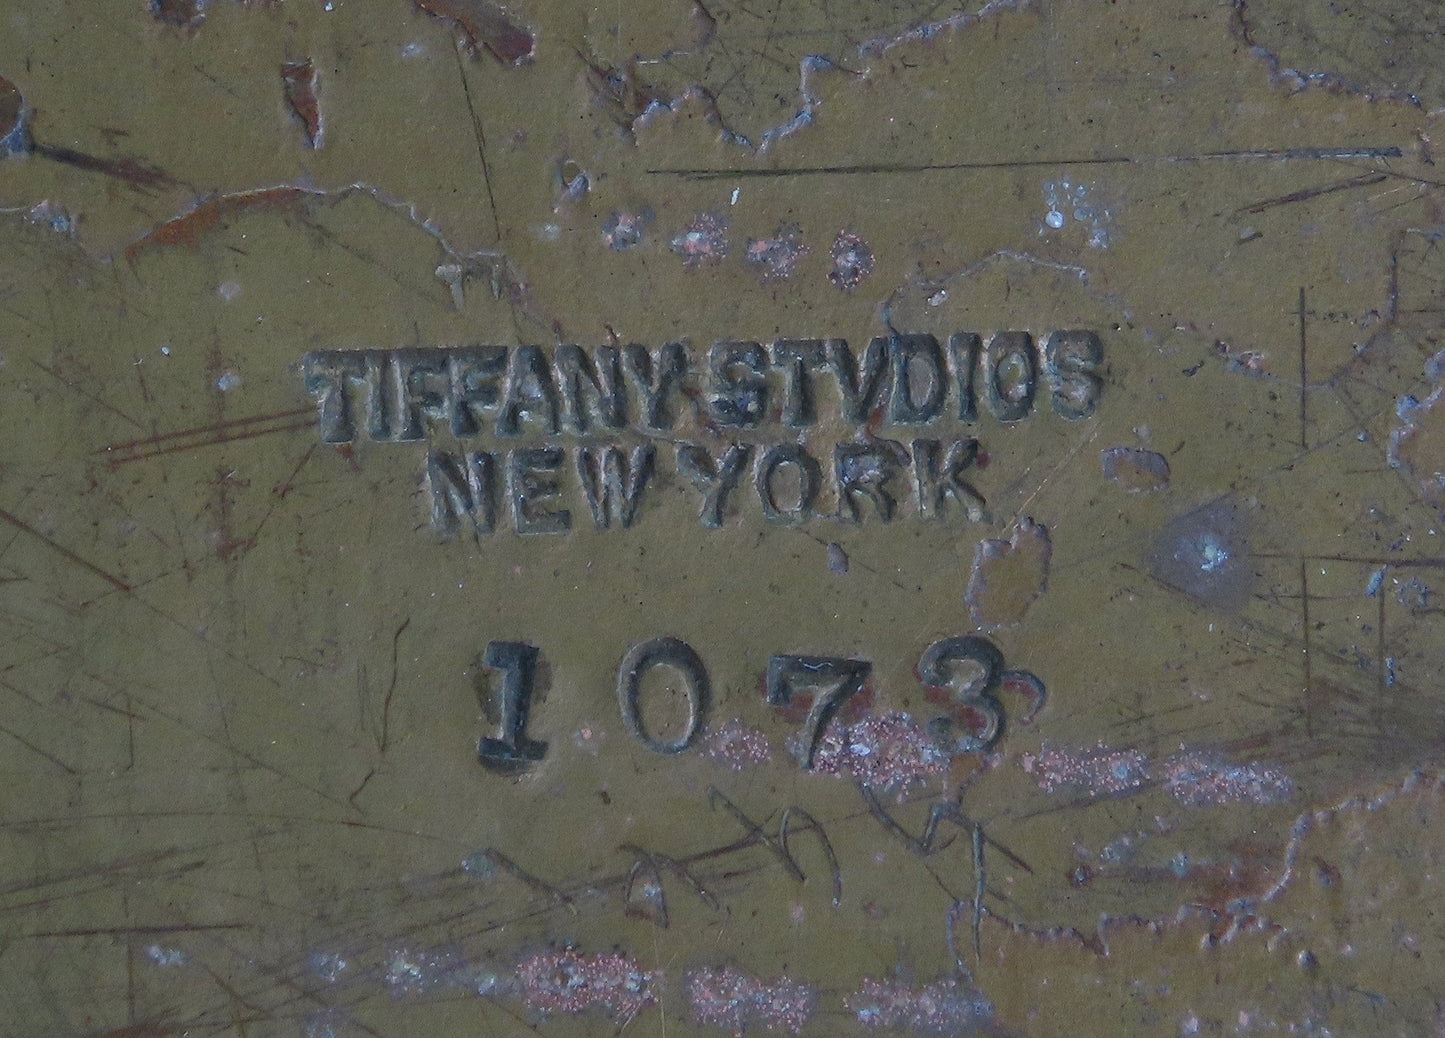 TIFFANY STVDIOS
NEW YORK
1073